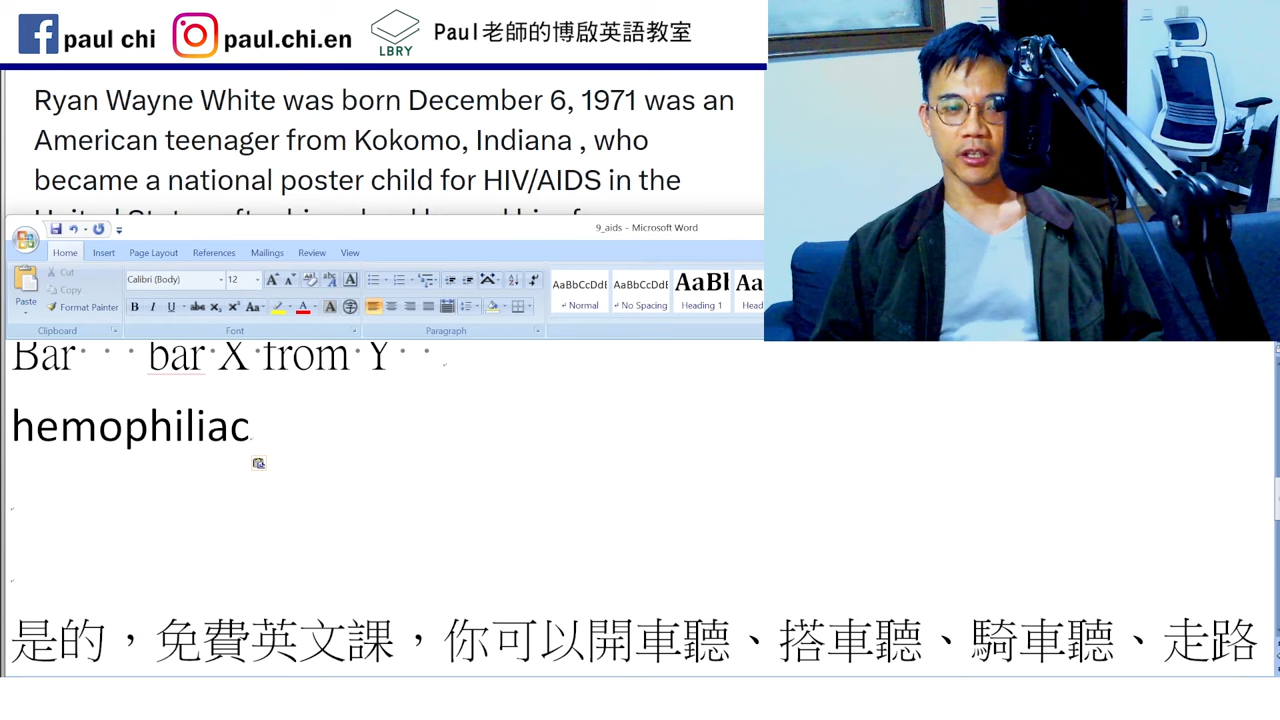 paul chi
paul.chi.en
LBRY
Paul老師的博啟英語教室
Ryan Wayne White was born December 6, 1971 was an
American teenager from Kokomo, Indiana , who
became a national poster child for HIV/AIDS in the
9_aids - Microsoft Word
Home Insert Page Layout References Mailings Review View
Paste
Cut
Copy
Format Painter
Clipboard
Calibri (Body) 12
Font
Paragraph
AaBbCcDdE AaBbCcDdE AaBl Aa
Normal No Spacing Heading 1 Head
Bar bar X from Y
hemophiliac
是的，免費英文課，你可以開車聽、搭車聽、騎車聽、走路